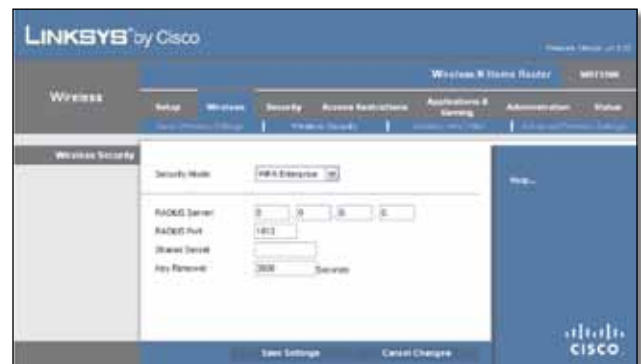 LINKSYS by Cisco
Wireless-N Home Router
Wireless
Setup Wireless Security Access Restrictions Applications & Gaming Administration Status
Wireless Security
Wireless Security
Security Mode: WPA Enterprise
RADIUS Server: 0 . 0 . 0 . 0
RADIUS Port: 1812
Shared Secret:
Key Renewal: 3600 Seconds
Help...
Save Settings Cancel Changes
CISCO